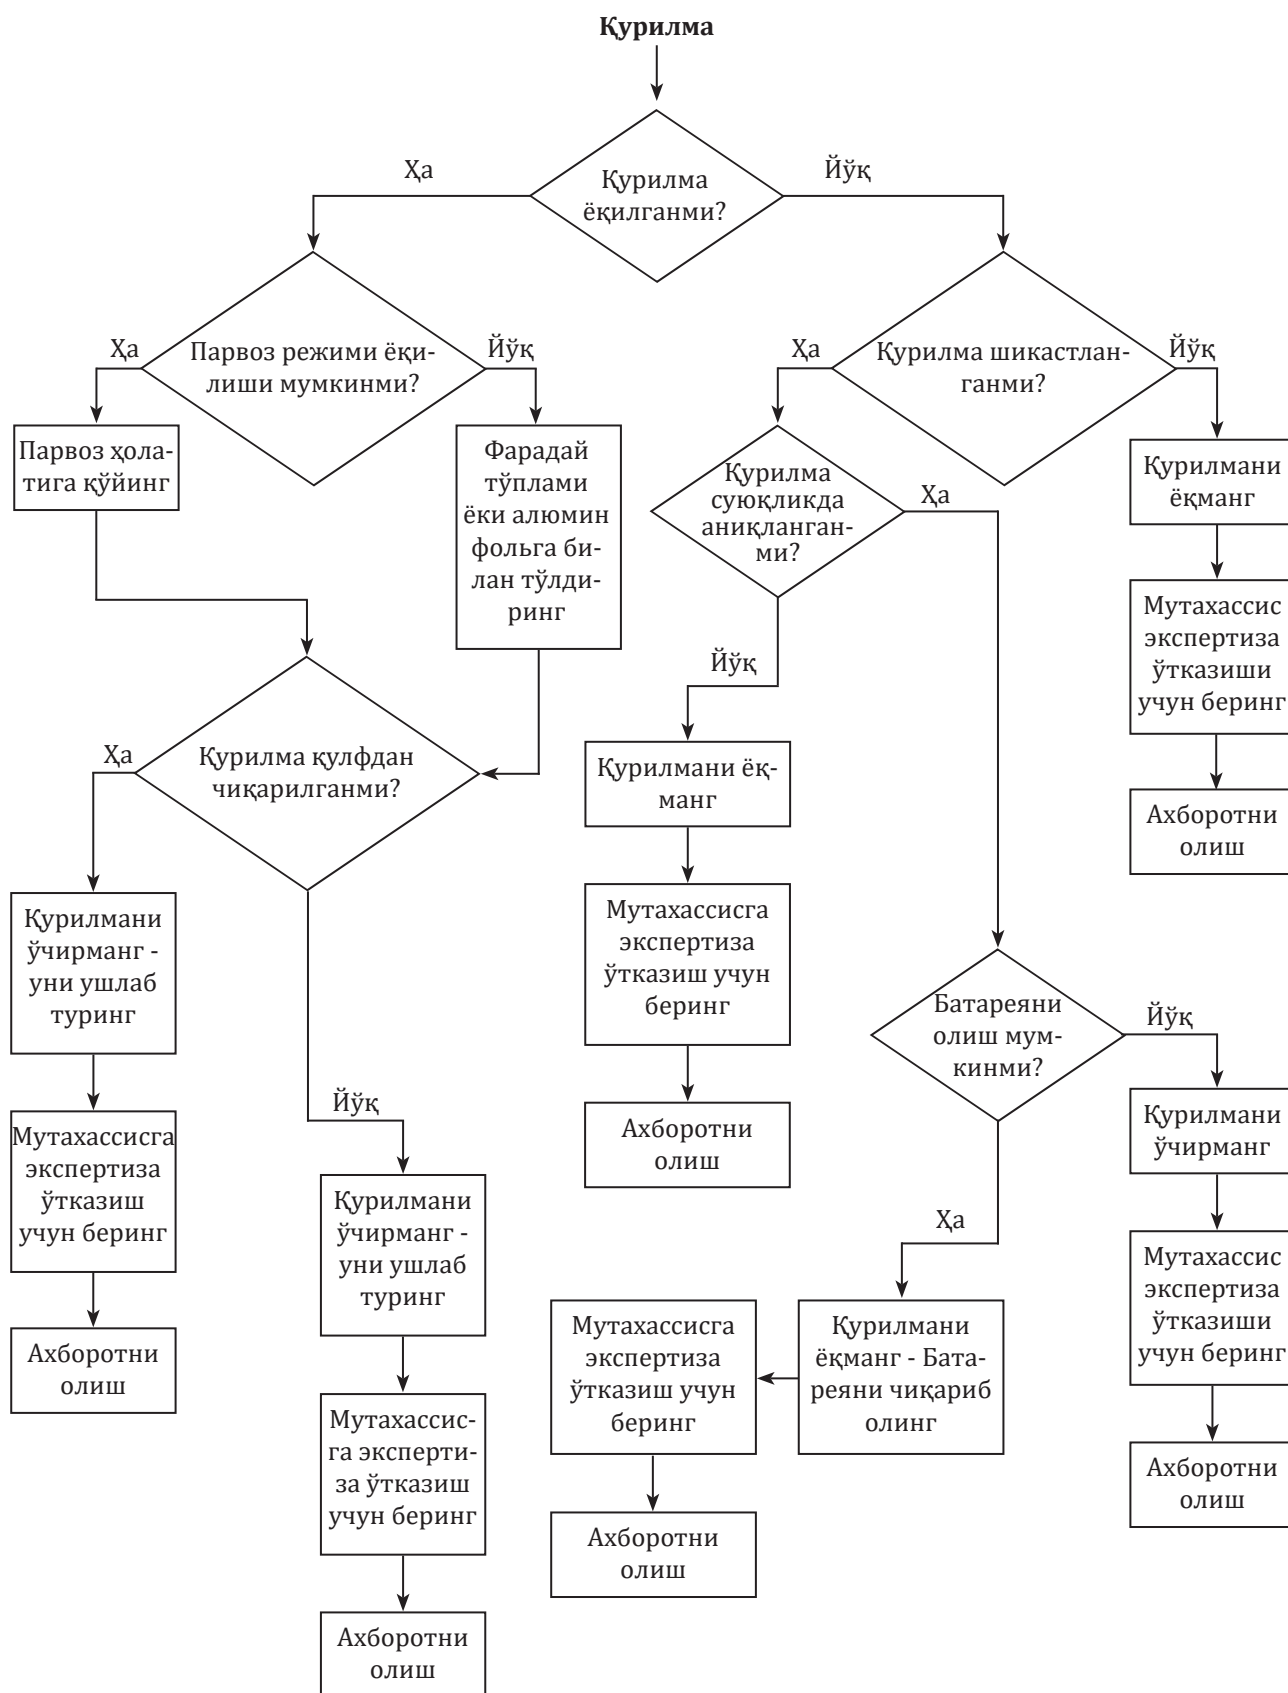 Қурилма
Ҳа
Йўқ
Қурилма
ёқилганми?
Ҳа
Парвоз режими ёқи-
лиши мумкинми?
Йўқ
Ҳа
Қурилма шикастлан-
ганми?
Йўқ
Парвоз ҳола-
тига қўйинг
Фарадай
тўплами
ёки алюмин
фольга би-
лан тўлди-
ринг
Қурилма
суюқликда
аниқланган-
ми?
Ҳа
Қурилмани
ёқманг
Мутахассис
экспертиза
ўтказиши
учун беринг
Ахборотни
олиш
Йўқ
Ҳа
Қурилма қулфдан
чиқарилганми?
Қурилмани ёқ-
манг
Мутахассисга
экспертиза
ўтказиш учун
беринг
Ахборотни
олиш
Қурилмани
ўчирманг -
уни ушлаб
туринг
Мутахассисга
экспертиза
ўтказиш
учун беринг
Ахборотни
олиш
Йўқ
Қурилмани
ўчирманг -
уни ушлаб
туринг
Мутахассис-
га эксперти-
за ўтказиш
учун беринг
Ахборотни
олиш
Батареяни
олиш мум-
кинми?
Йўқ
Қурилмани
ўчирманг
Мутахассис
экспертиза
ўтказиши
учун беринг
Ахборотни
олиш
Ҳа
Қурилмани
ёқманг - Бата-
реяни чиқариб
олинг
Мутахассисга
экспертиза
ўтказиш учун
беринг
Ахборотни
олиш